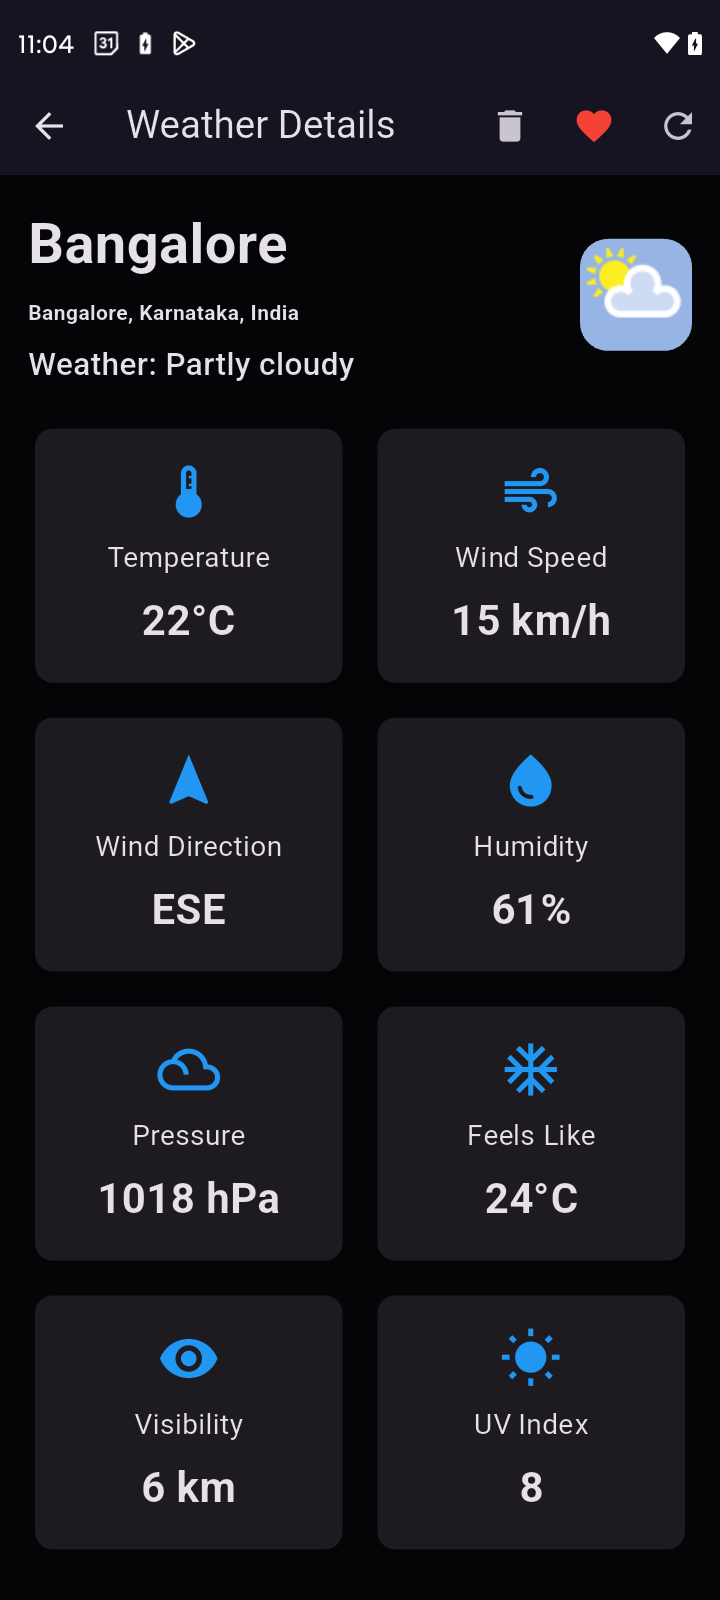 11:04
31
Weather Details
Bangalore
Bangalore, Karnataka, India
Weather: Partly cloudy
Temperature
22°C
Wind Speed
15 km/h
Wind Direction
ESE
Humidity
61%
Pressure
1018 hPa
Feels Like
24°C
Visibility
6 km
UV Index
8